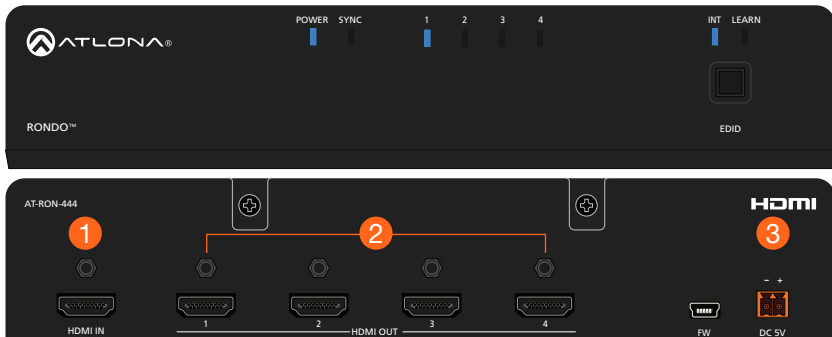 POWER SYNC 1 2 3 4 INT LEARN
ATLONA®
RONDO™ EDID
AT-RON-444 HDMI
1 2 3
− +
HDMI IN 1 2 3 4 FW DC 5V
HDMI OUT